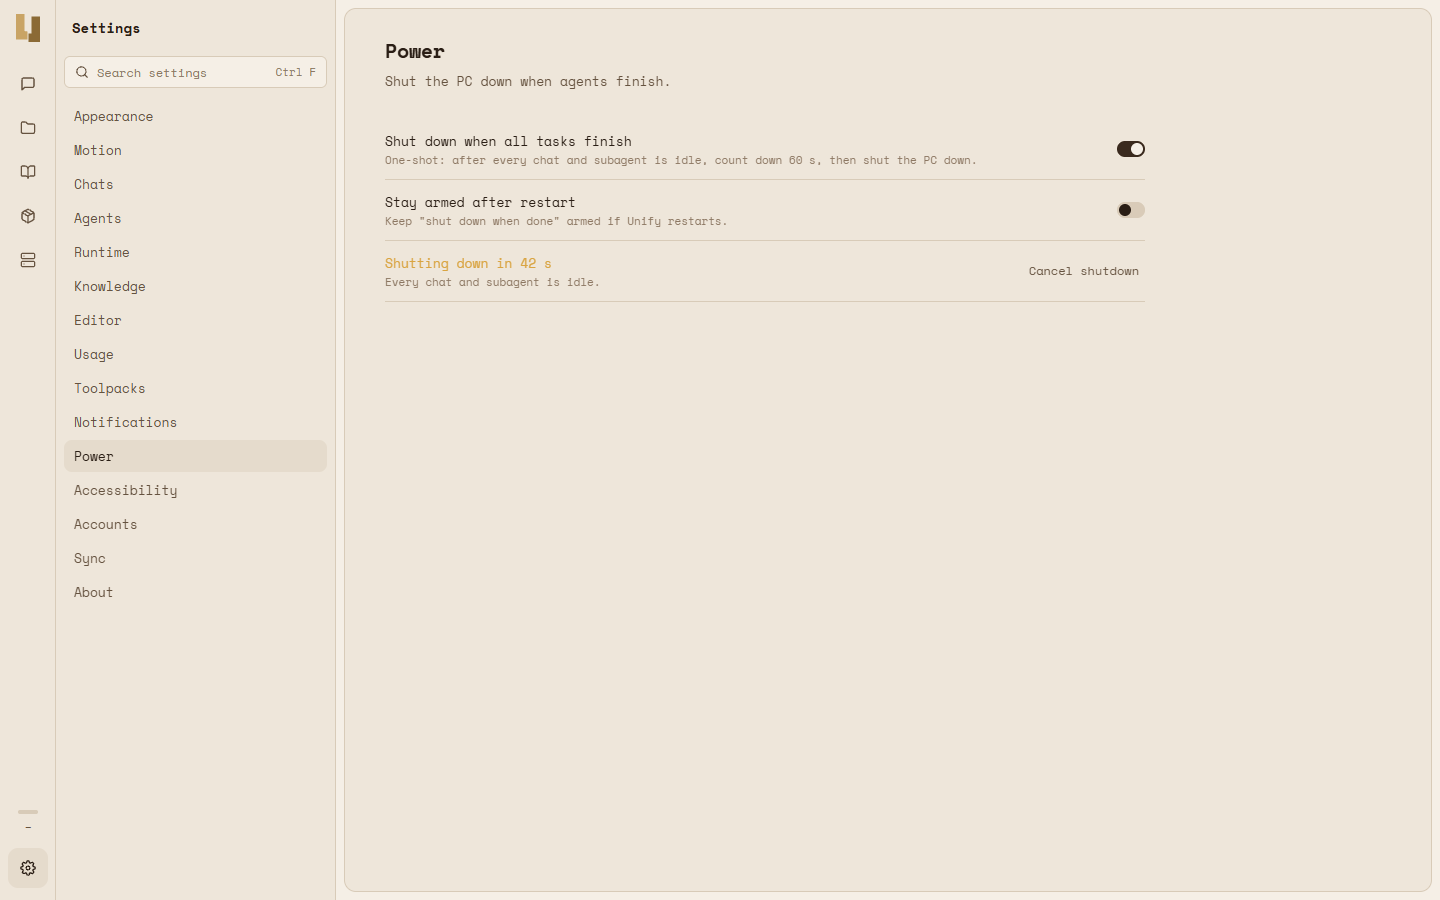 Settings
Search settings Ctrl F
Appearance
Motion
Chats
Agents
Runtime
Knowledge
Editor
Usage
Toolpacks
Notifications
Power
Accessibility
Accounts
Sync
About
–
Power
Shut the PC down when agents finish.
Shut down when all tasks finish
One-shot: after every chat and subagent is idle, count down 60 s, then shut the PC down.
Stay armed after restart
Keep "shut down when done" armed if Unify restarts.
Shutting down in 42 s
Every chat and subagent is idle.
Cancel shutdown